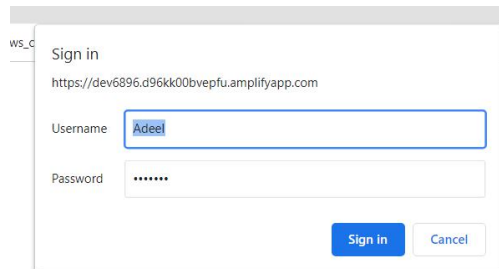 ws_c
Sign in
https://dev6896.d96kk00bvepfu.amplifyapp.com
Username Adeel
Password •••••••
Sign in Cancel